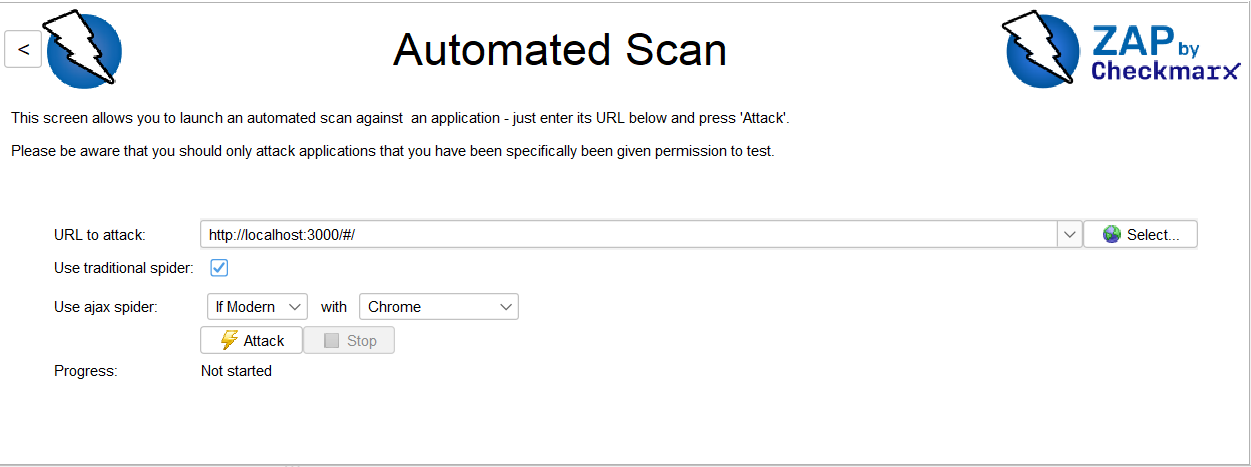 <
Automated Scan
ZAP by
Checkmarx
This screen allows you to launch an automated scan against  an application - just enter its URL below and press 'Attack'.
Please be aware that you should only attack applications that you have been specifically been given permission to test.
URL to attack: http://localhost:3000/#/ Select...
Use traditional spider:
Use ajax spider: If Modern with Chrome
Attack Stop
Progress: Not started